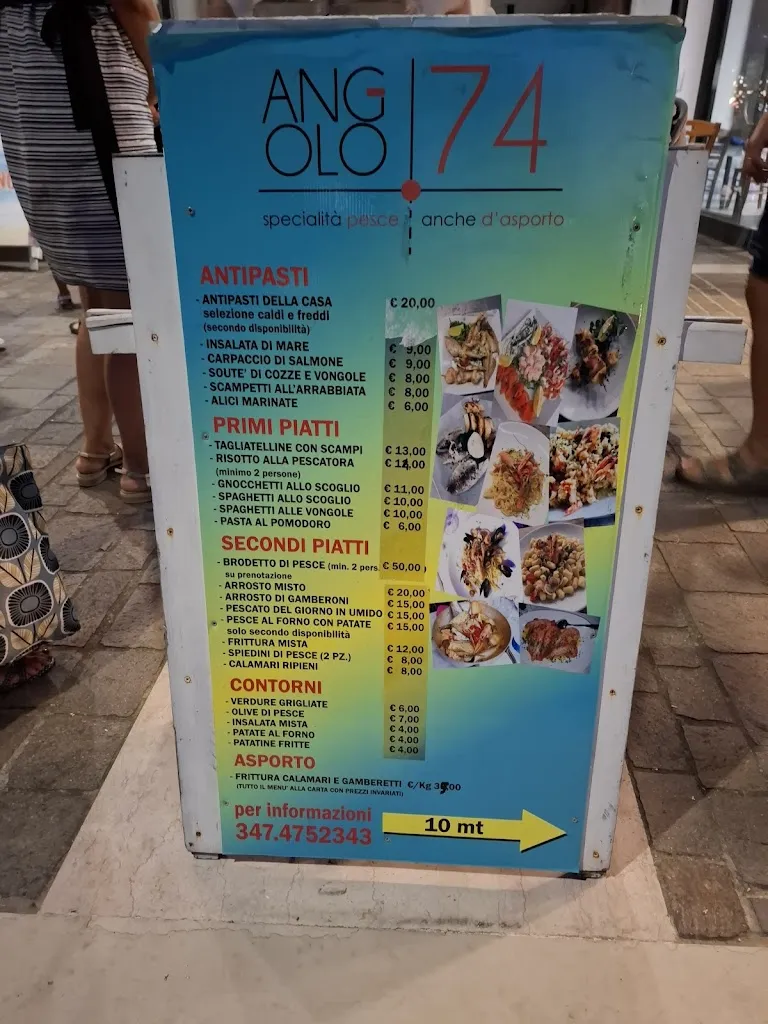 ANG
OLO
74
specialità pesce anche d'asporto
ANTIPASTI
- ANTIPASTI DELLA CASA € 20,00
selezione caldi e freddi
(secondo disponibilità)
- INSALATA DI MARE € 9,00
- CARPACCIO DI SALMONE € 9,00
- SOUTE' DI COZZE E VONGOLE € 8,00
- SCAMPETTI ALL'ARRABBIATA € 8,00
- ALICI MARINATE € 6,00
PRIMI PIATTI
- TAGLIATELLINE CON SCAMPI € 13,00
- RISOTTO ALLA PESCATORA €
(minimo 2 persone)
- GNOCCHETTI ALLO SCOGLIO € 11,00
- SPAGHETTI ALLO SCOGLIO € 10,00
- SPAGHETTI ALLE VONGOLE € 10,00
- PASTA AL POMODORO € 6,00
SECONDI PIATTI
- BRODETTO DI PESCE (min. 2 pers. € 50,00 )
su prenotazione
- ARROSTO MISTO € 20,00
- ARROSTO DI GAMBERONI € 15,00
- PESCATO DEL GIORNO IN UMIDO € 15,00
- PESCE AL FORNO CON PATATE € 15,00
solo secondo disponibilità
- FRITTURA MISTA € 12,00
- SPIEDINI DI PESCE (2 PZ.) € 8,00
- CALAMARI RIPIENI € 8,00
CONTORNI
- VERDURE GRIGLIATE € 6,00
- OLIVE DI PESCE € 7,00
- INSALATA MISTA € 4,00
- PATATE AL FORNO € 4,00
- PATATINE FRITTE € 4,00
ASPORTO
- FRITTURA CALAMARI E GAMBERETTI €/Kg
(TUTTO IL MENU' ALLA CARTA CON PREZZI INVARIATI)
per informazioni
347.4752343
10 mt